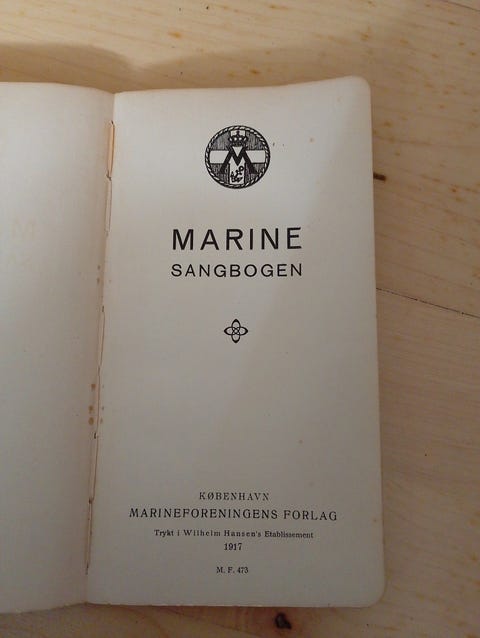 M
MARINE
SANGBOGEN
KØBENHAVN
MARINEFORENINGENS FORLAG
Trykt i Wilhelm Hansen's Etablissement
1917
M. F. 473